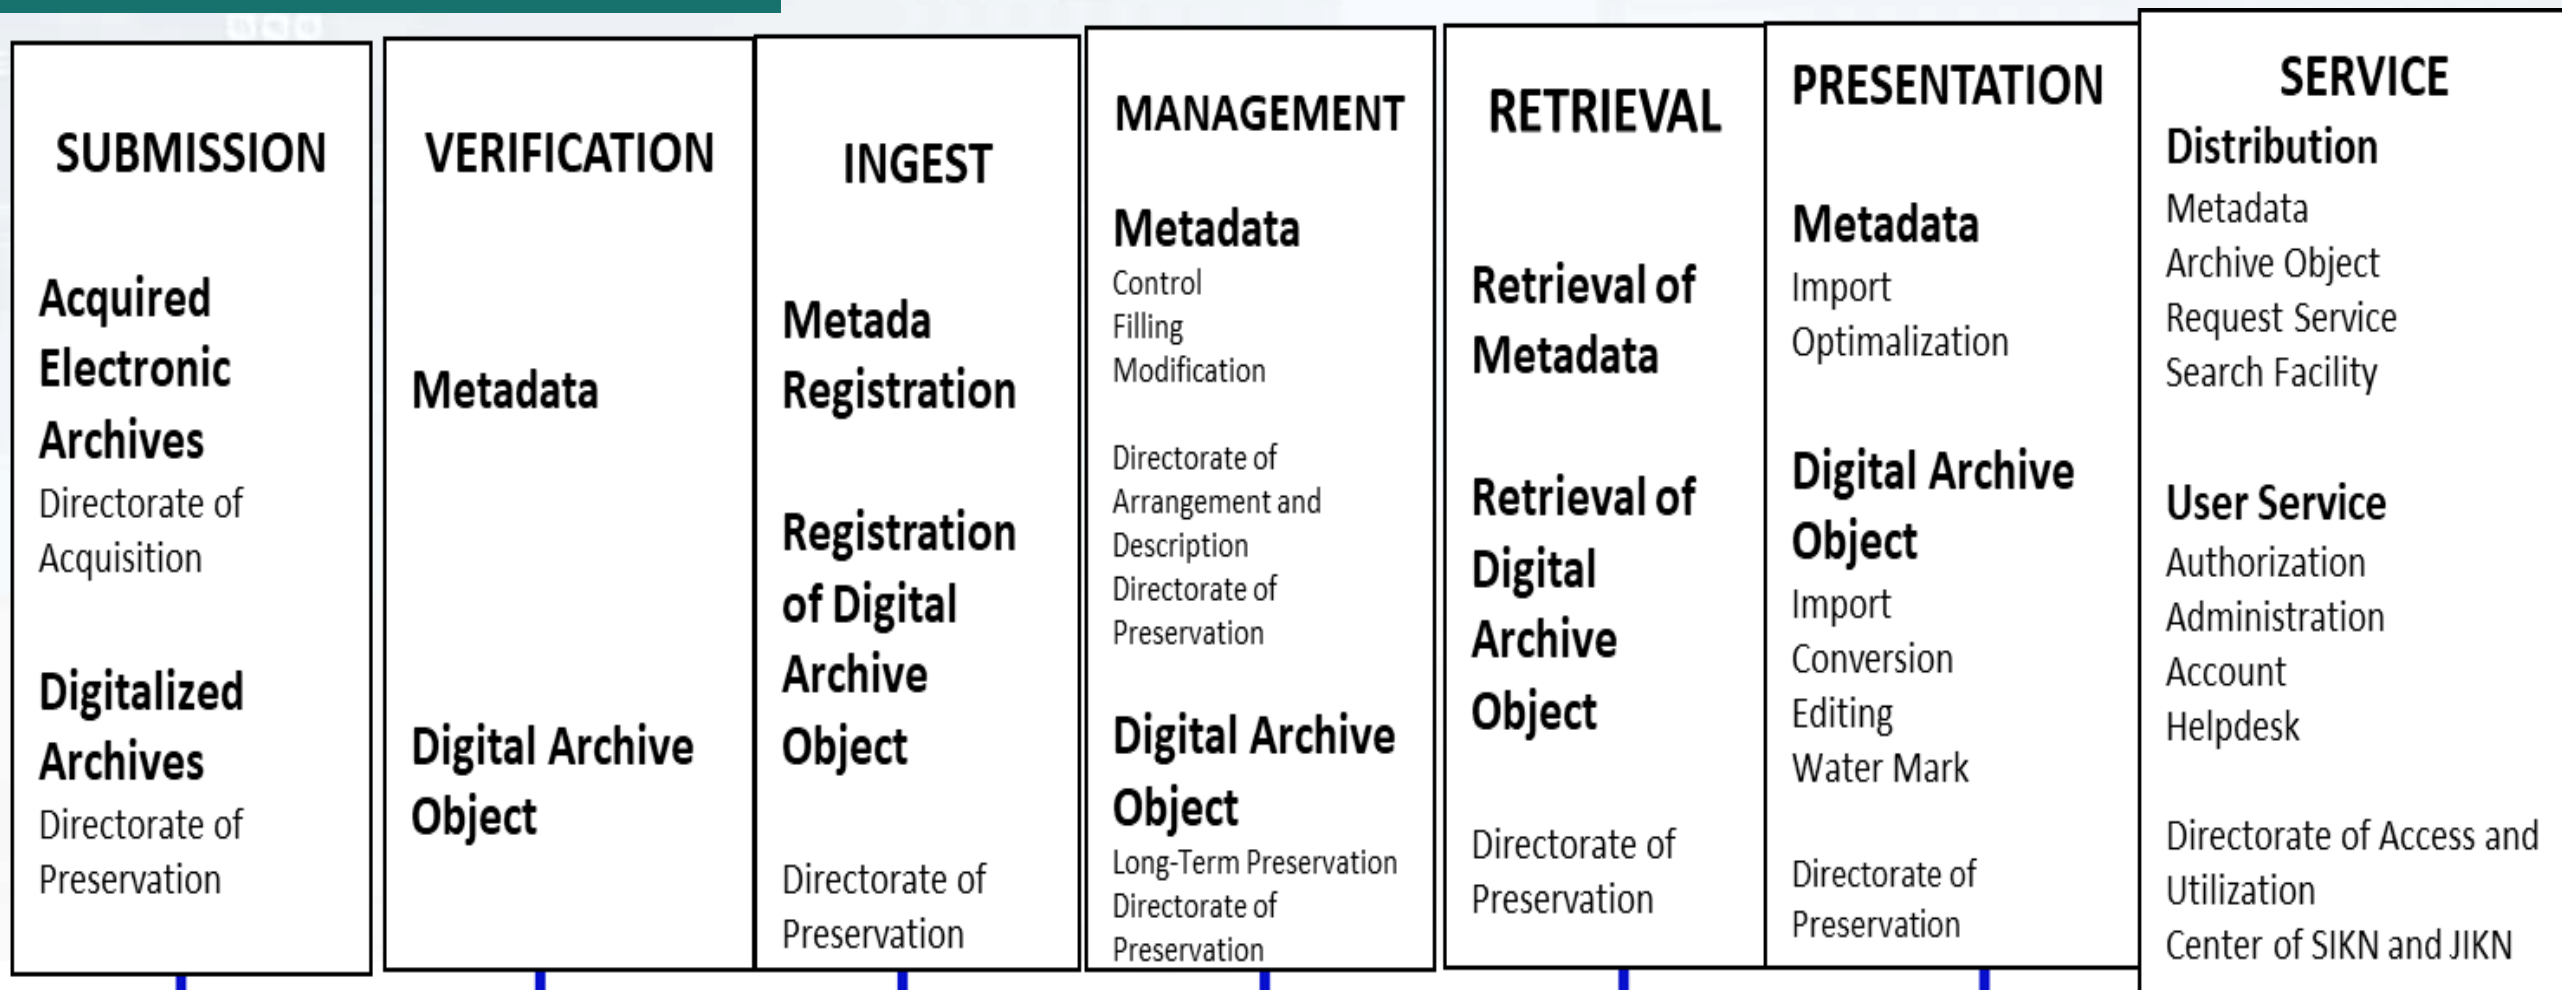 SUBMISSION
Acquired
Electronic
Archives
Directorate of
Acquisition
Digitalized
Archives
Directorate of
Preservation
VERIFICATION
Metadata
Digital Archive
Object
INGEST
Metada
Registration
Registration
of Digital
Archive
Object
Directorate of
Preservation
MANAGEMENT
Metadata
Control
Filling
Modification
Directorate of
Arrangement and
Description
Directorate of
Preservation
Digital Archive
Object
Long-Term Preservation
Directorate of
Preservation
RETRIEVAL
Retrieval of
Metadata
Retrieval of
Digital
Archive
Object
Directorate of
Preservation
PRESENTATION
Metadata
Import
Optimalization
Digital Archive
Object
Import
Conversion
Editing
Water Mark
Directorate of
Preservation
SERVICE
Distribution
Metadata
Archive Object
Request Service
Search Facility
User Service
Authorization
Administration
Account
Helpdesk
Directorate of Access and
Utilization
Center of SIKN and JIKN